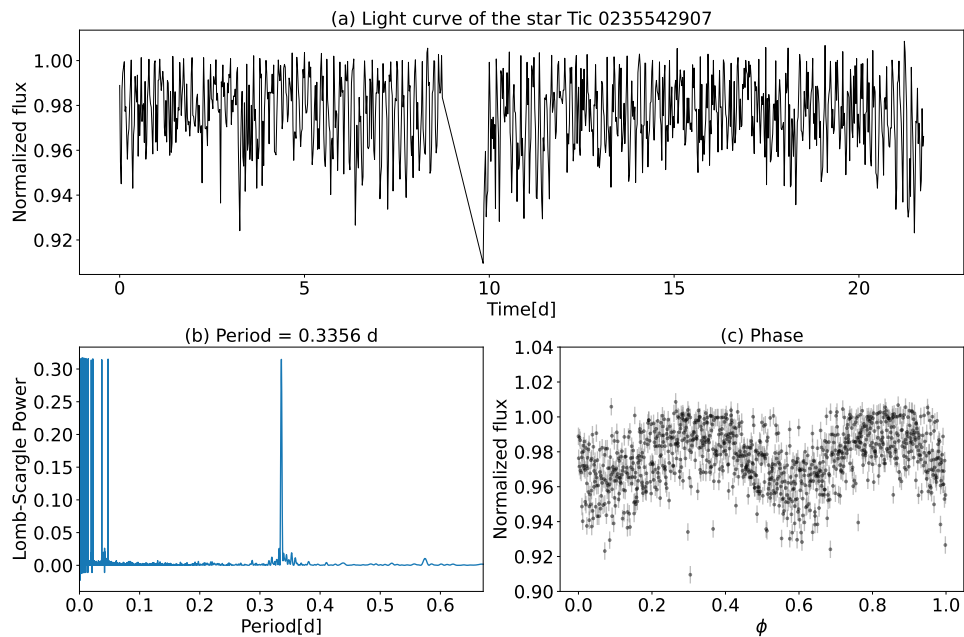 (a) Light curve of the star Tic 0235542907
1.00
0.98
0.96
0.94
0.92
Normalized flux
0 5 10 15 20
Time[d]
(b) Period = 0.3356 d
0.30
0.25
0.20
0.15
0.10
0.05
0.00
Lomb-Scargle Power
0.0 0.1 0.2 0.3 0.4 0.5 0.6
Period[d]
(c) Phase
1.04
1.02
1.00
0.98
0.96
0.94
0.92
0.90
Normalized flux
0.0 0.2 0.4 0.6 0.8 1.0
ϕ